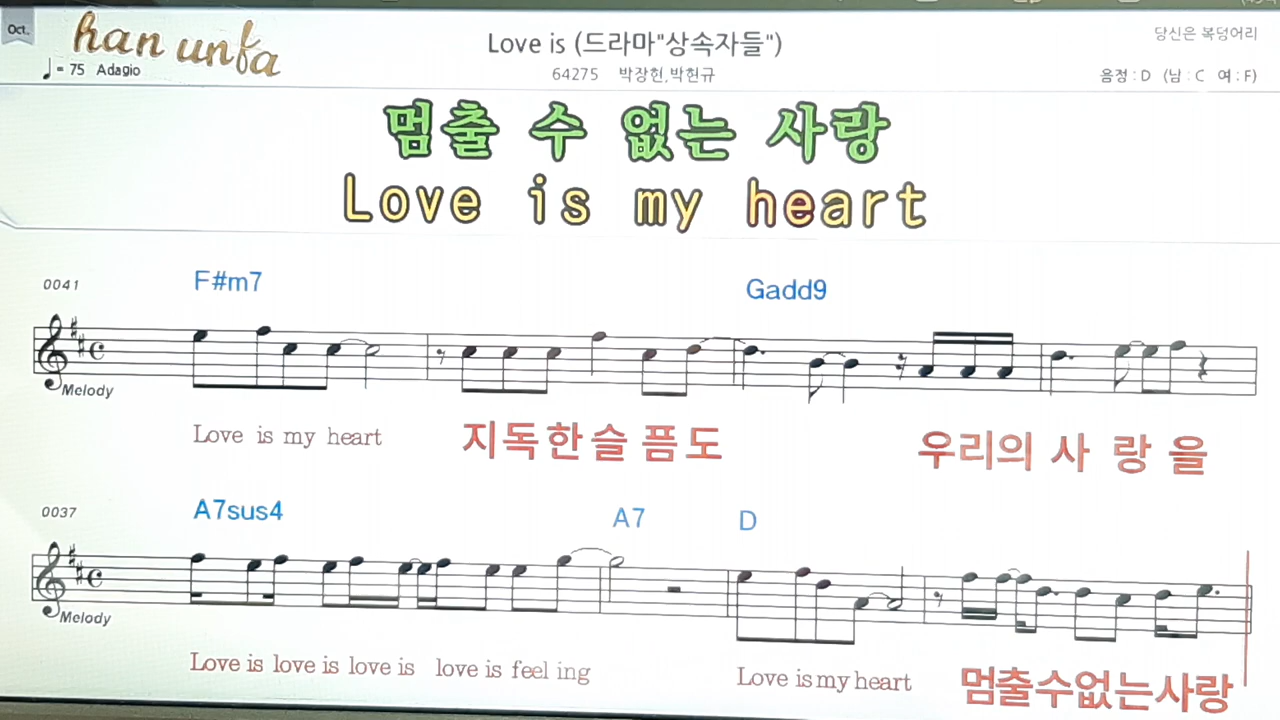 Oct.
han unfa
Love is (드라마"상속자들")
당신은 복덩어리
♩= 75 Adagio
64275 박장현,박현규
음정 : D (남 : C 여 : F)
멈출 수 없는 사랑
Love is my heart
0041
F#m7 Gadd9
Melody
Love is my heart 지독한슬픔도 우리의 사랑을
0037
A7sus4 A7 D
Melody
Love is love is love is love is feel ing Love is my heart 멈출수없는사랑